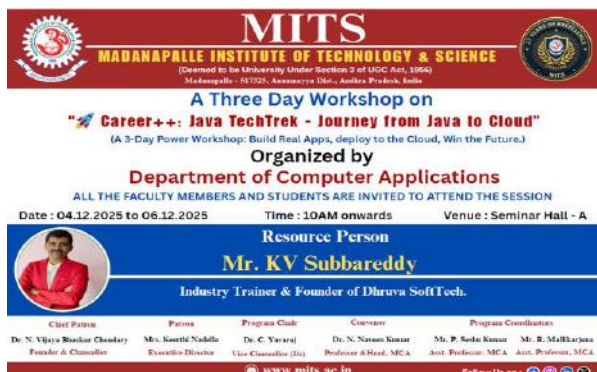 MITS
MADANAPALLE INSTITUTE OF TECHNOLOGY & SCIENCE
(Deemed to be University Under Section 3 of UGC Act, 1956)
Madanapalle - 517325, Annamayya Dist., Andhra Pradesh, India
A Three Day Workshop on
"🚀 Career++: Java TechTrek - Journey from Java to Cloud"
(A 3-Day Power Workshop: Build Real Apps, deploy to the Cloud, Win the Future.)
Organized by
Department of Computer Applications
ALL THE FACULTY MEMBERS AND STUDENTS ARE INVITED TO ATTEND THE SESSION
Date : 04.12.2025 to 06.12.2025 Time : 10AM onwards Venue : Seminar Hall - A
Resource Person
Mr. KV Subbareddy
Industry Trainer & Founder of Dhruva SoftTech.
Chief Patron Patron Program Chair Convenor Program Coordinators
Dr. N. Vijaya Bhaskar Choudary Mrs. Keerthi Nadella Dr. C. Yuvaraj Dr. N. Naveen Kumar Mr. P. Sedhu Kumar Mr. R. Mallikarjuna
Founder & Chancellor Executive Director Vice-Chancellor (I/c) Professor & Head, MCA Asst. Professor, MCA Asst. Professor, MCA
www.mits.ac.in Follow Us On :